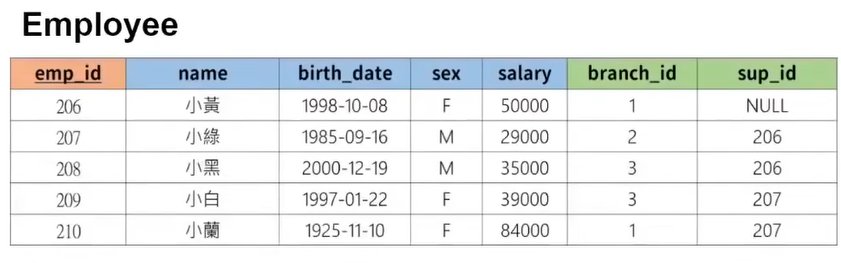 Employee
emp_id name birth_date sex salary branch_id sup_id
206 小黃 1998-10-08 F 50000 1 NULL
207 小綠 1985-09-16 M 29000 2 206
208 小黑 2000-12-19 M 35000 3 206
209 小白 1997-01-22 F 39000 3 207
210 小蘭 1925-11-10 F 84000 1 207